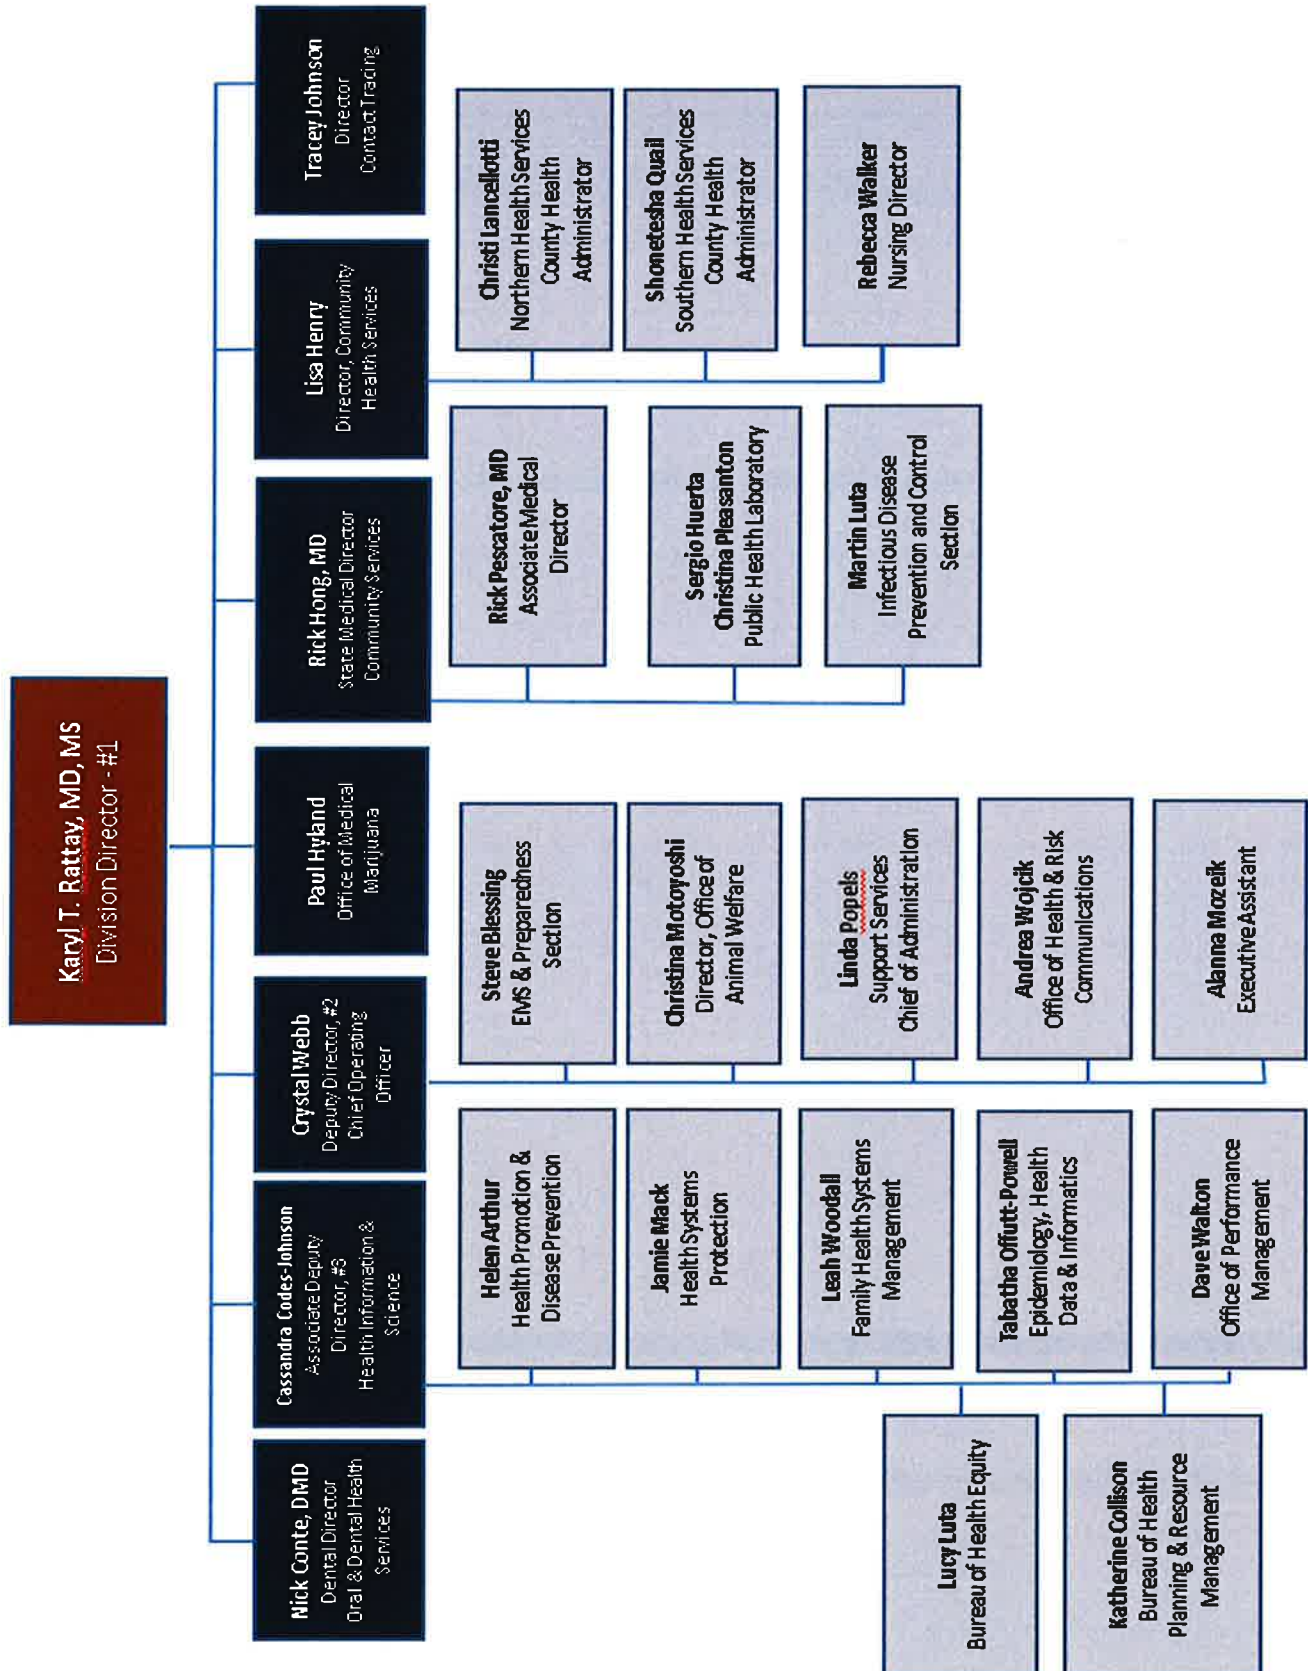 Karyl T. Rattay, MD, MS
Division Director - #1
Nick Conte, DMD
Dental Director
Oral & Dental Health
Services
Cassandra Codes-Johnson
Associate Deputy
Director, #3
Health Information &
Science
Crystal Webb
Deputy Director, #2
Chief Operating
Officer
Paul Hyland
Office of Medical
Marijuana
Rick Hong, MD
State Medical Director
Community Services
Lisa Henry
Director, Community
Health Services
Tracey Johnson
Director
Contact Tracing
Helen Arthur
Health Promotion &
Disease Prevention
Jamie Mack
Health Systems
Protection
Leah Woodall
Family Health Systems
Management
Tabatha Offutt-Powell
Epidemiology, Health
Data & Informatics
Dave Walton
Office of Performance
Management
Lucy Luta
Bureau of Health Equity
Katherine Collison
Bureau of Health
Planning & Resource
Management
Steve Blessing
EMS & Preparedness
Section
Christina Motoyoshi
Director, Office of
Animal Welfare
Linda Popels
Support Services
Chief of Administration
Andrea Wojcik
Office of Health & Risk
Communications
Alanna Mozeik
Executive Assistant
Rick Pescatore, MD
Associate Medical
Director
Sergio Huerta
Christina Pleasanton
Public Health Laboratory
Martin Luta
Infectious Disease
Prevention and Control
Section
Christi Lancellotti
Northern Health Services
County Health
Administrator
Shonetesha Quail
Southern Health Services
County Health
Administrator
Rebecca Walker
Nursing Director